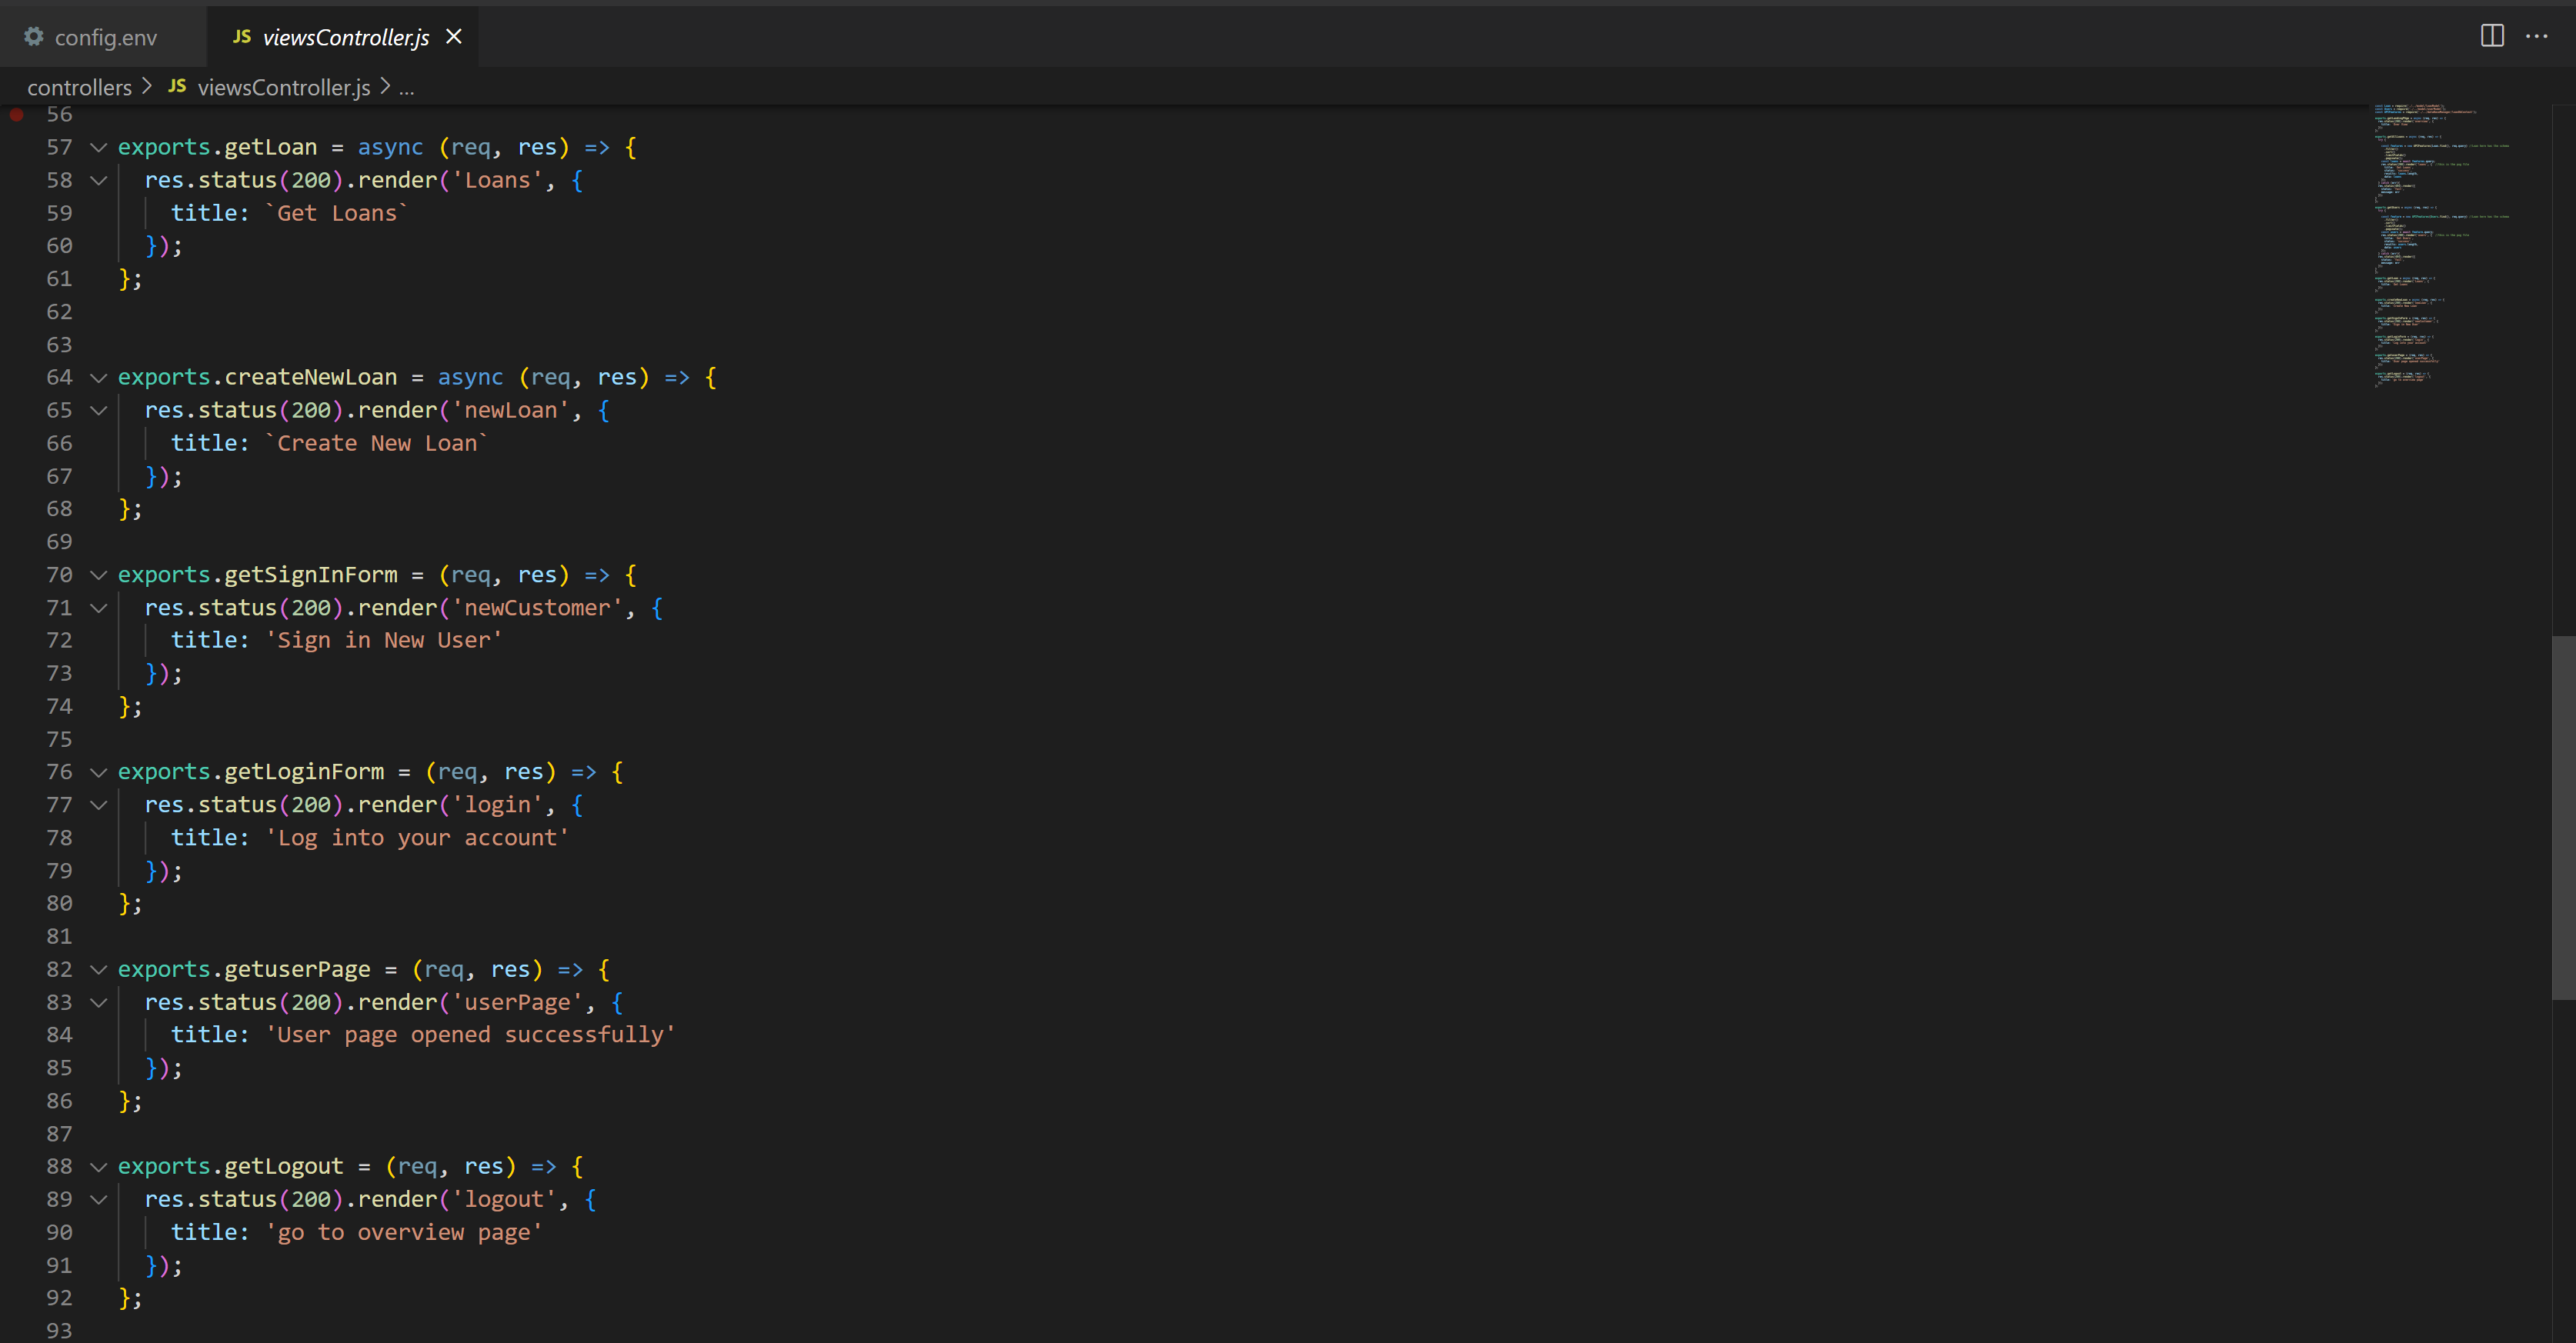 config.env
JS viewsController.js
controllers > JS viewsController.js > ...
56
57 exports.getLoan = async (req, res) => {
58 res.status(200).render('Loans', {
59 title: `Get Loans`
60 });
61 };
62
63
64 exports.createNewLoan = async (req, res) => {
65 res.status(200).render('newLoan', {
66 title: `Create New Loan`
67 });
68 };
69
70 exports.getSignInForm = (req, res) => {
71 res.status(200).render('newCustomer', {
72 title: 'Sign in New User'
73 });
74 };
75
76 exports.getLoginForm = (req, res) => {
77 res.status(200).render('login', {
78 title: 'Log into your account'
79 });
80 };
81
82 exports.getuserPage = (req, res) => {
83 res.status(200).render('userPage', {
84 title: 'User page opened successfully'
85 });
86 };
87
88 exports.getLogout = (req, res) => {
89 res.status(200).render('logout', {
90 title: 'go to overview page'
91 });
92 };
93